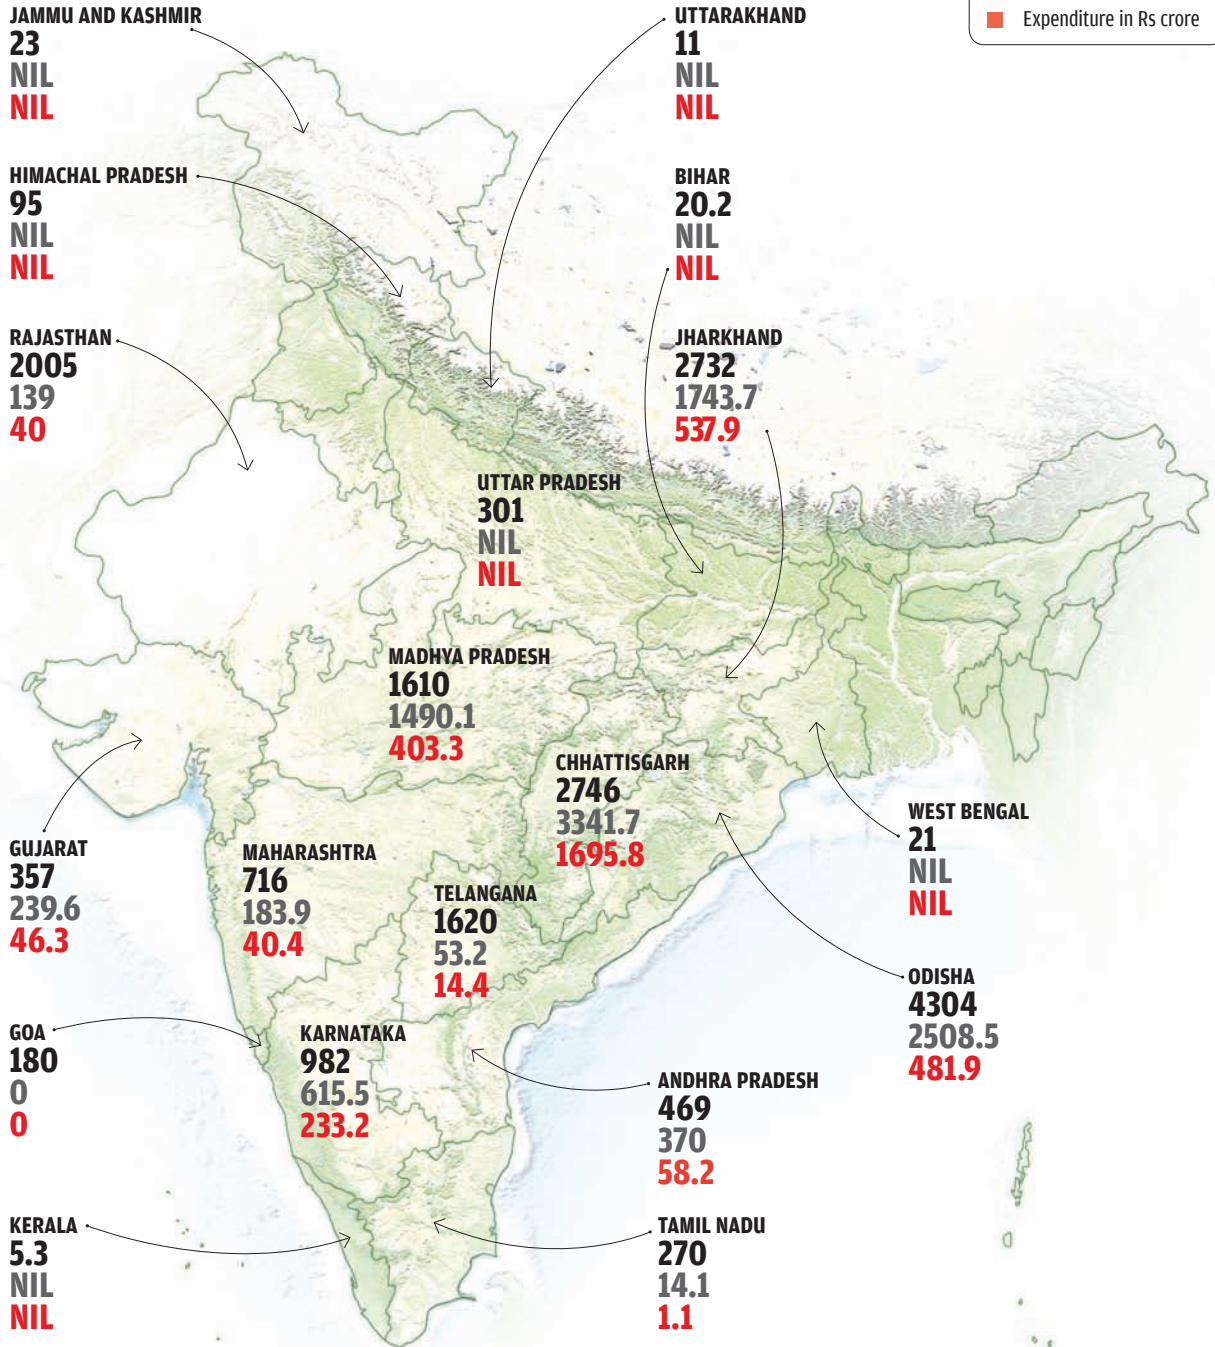 JAMMU AND KASHMIR
23
NIL
NIL
UTTARAKHAND
11
NIL
NIL
Expenditure in Rs crore
HIMACHAL PRADESH
95
NIL
NIL
BIHAR
20.2
NIL
NIL
RAJASTHAN
2005
139
40
JHARKHAND
2732
1743.7
537.9
UTTAR PRADESH
301
NIL
NIL
MADHYA PRADESH
1610
1490.1
403.3
CHHATTISGARH
2746
3341.7
1695.8
WEST BENGAL
21
NIL
NIL
GUJARAT
357
239.6
46.3
MAHARASHTRA
716
183.9
40.4
TELANGANA
1620
53.2
14.4
ODISHA
4304
2508.5
481.9
GOA
180
0
0
KARNATAKA
982
615.5
233.2
ANDHRA PRADESH
469
370
58.2
KERALA
5.3
NIL
NIL
TAMIL NADU
270
14.1
1.1